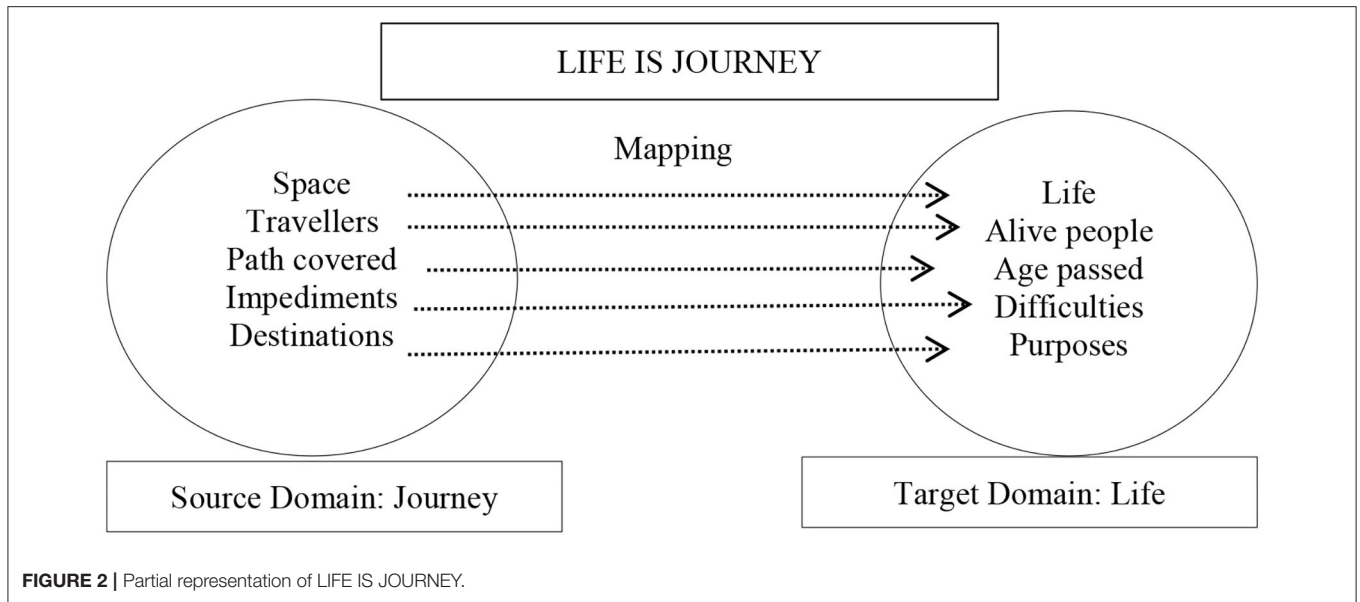 LIFE IS JOURNEY
Mapping
Space
Travellers
Path covered
Impediments
Destinations
Life
Alive people
Age passed
Difficulties
Purposes
Source Domain: Journey
Target Domain: Life
FIGURE 2 | Partial representation of LIFE IS JOURNEY.